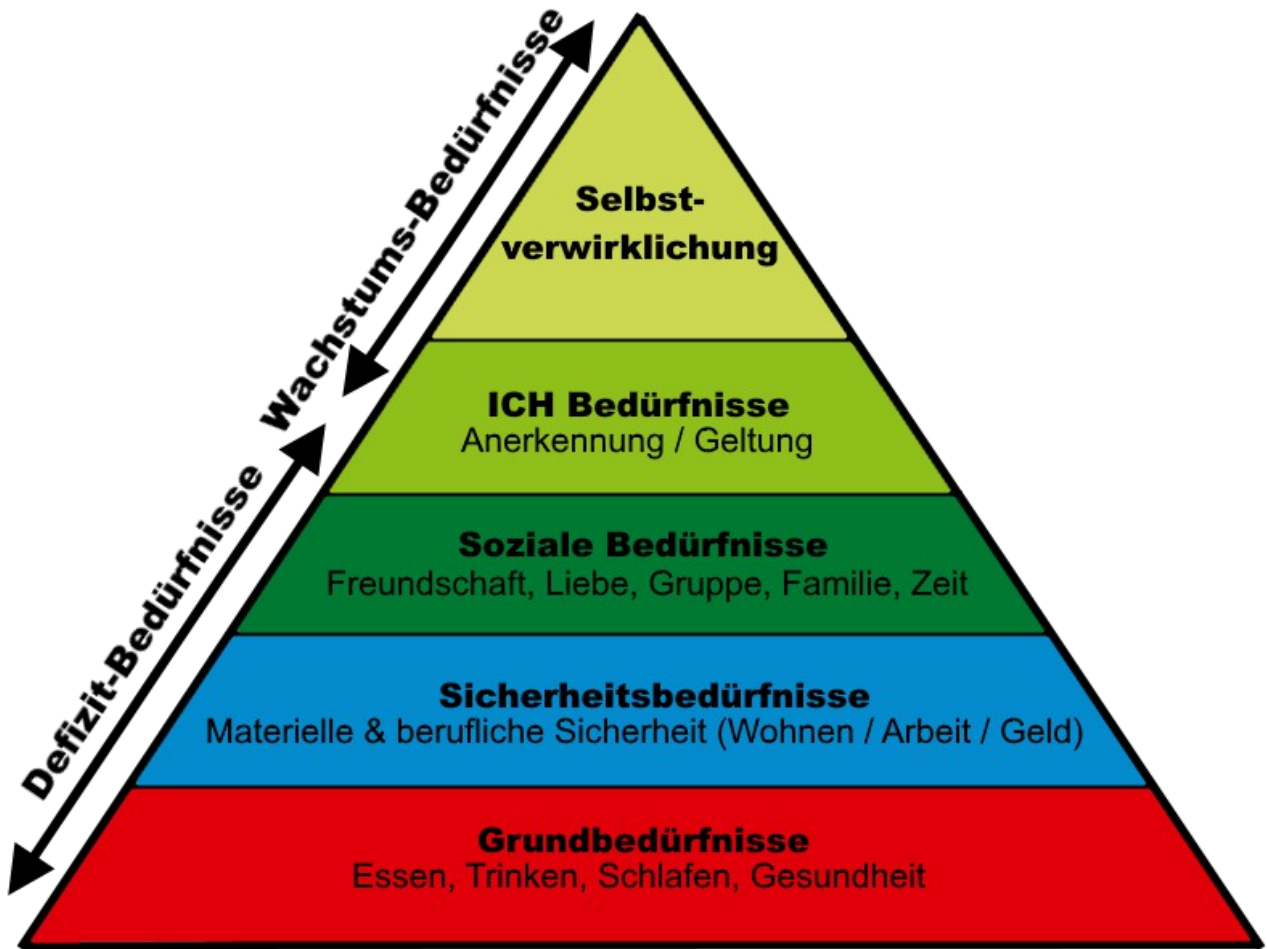 Wachstums-Bedürfnisse
Defizit-Bedürfnisse
Selbst-
verwirklichung
ICH Bedürfnisse
Anerkennung / Geltung
Soziale Bedürfnisse
Freundschaft, Liebe, Gruppe, Familie, Zeit
Sicherheitsbedürfnisse
Materielle & berufliche Sicherheit (Wohnen / Arbeit / Geld)
Grundbedürfnisse
Essen, Trinken, Schlafen, Gesundheit